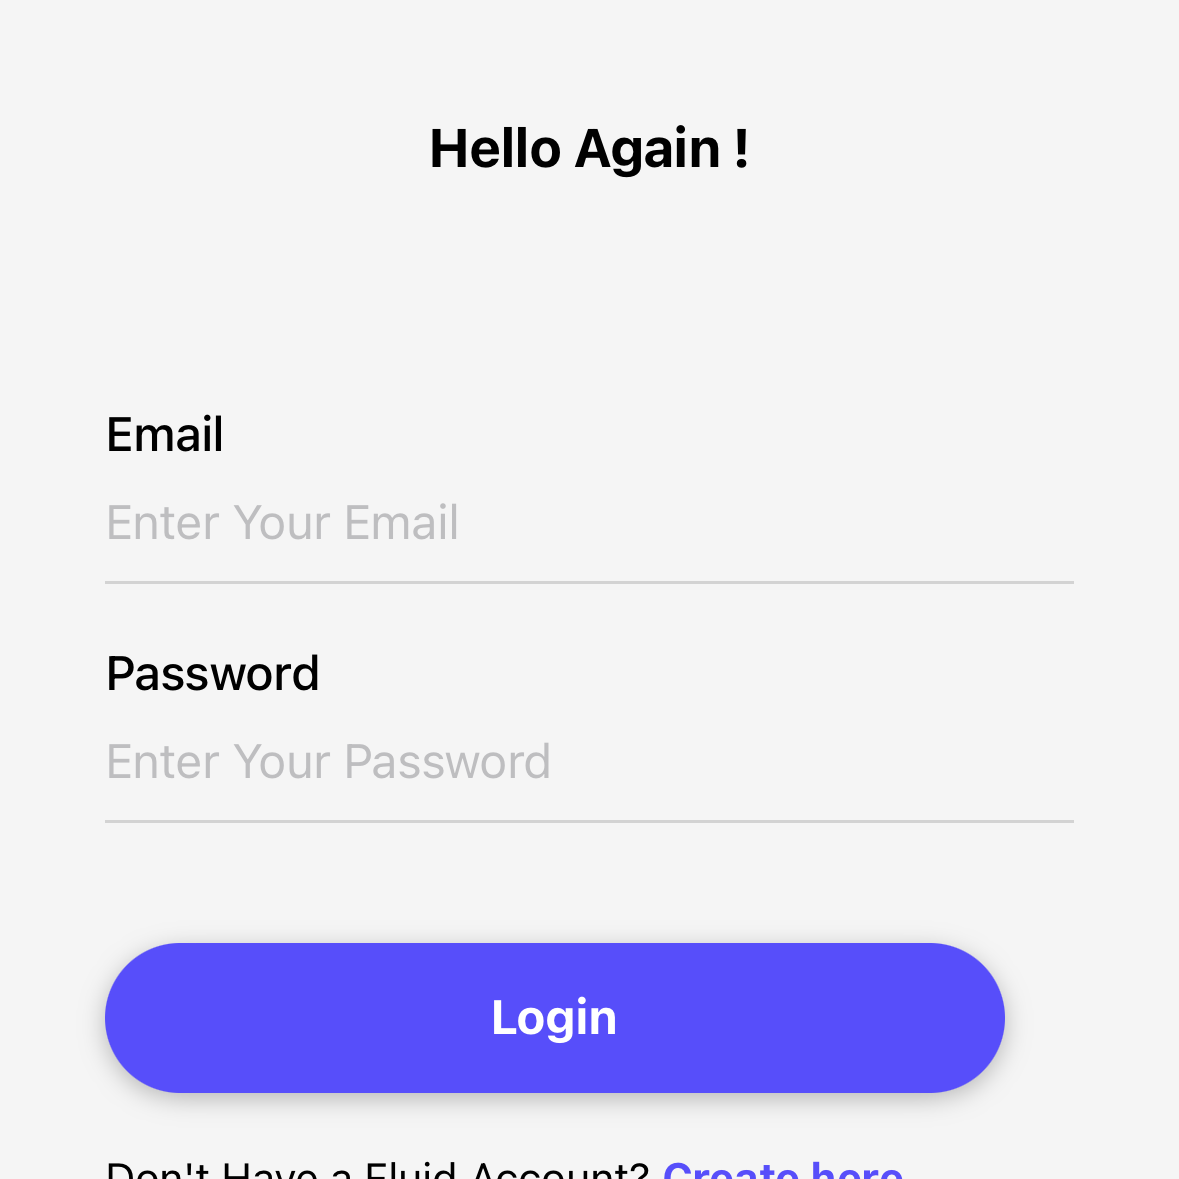 Hello Again !
Email
Enter Your Email
Password
Enter Your Password
Login
Don't Have a Fluid Account? Create here